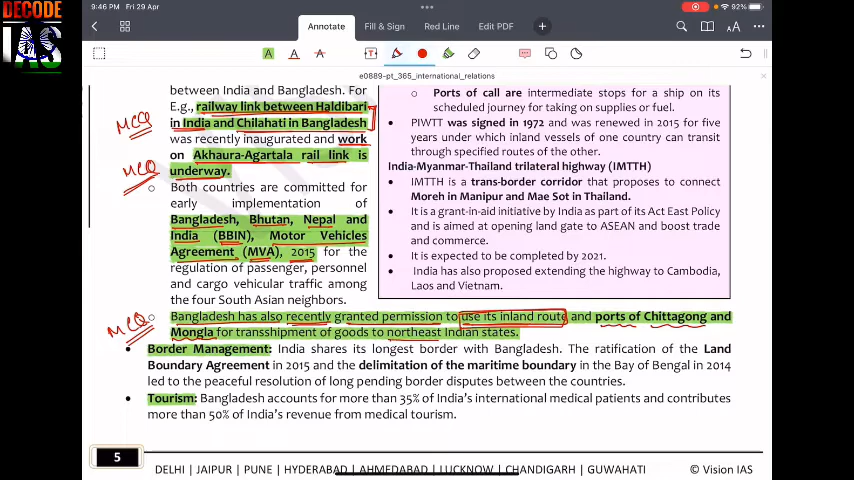 DECODE
IAS
9:46 PM Fri 29 Apr
92%
Annotate
Fill & Sign
Red Line
Edit PDF
e0889-pt_365_international_relations
between India and Bangladesh. For
E.g., railway link between Haldibari
in India and Chilahati in Bangladesh
was recently inaugurated and work
on Akhaura-Agartala rail link is
underway.
MCQ
MCQ
Both countries are committed for
early implementation of
Bangladesh, Bhutan, Nepal and
India (BBIN), Motor Vehicles
Agreement (MVA), 2015 for the
regulation of passenger, personnel
and cargo vehicular traffic among
the four South Asian neighbors.
Ports of call are intermediate stops for a ship on its
scheduled journey for taking on supplies or fuel.
PIWTT was signed in 1972 and was renewed in 2015 for five
years under which inland vessels of one country can transit
through specified routes of the other.
India-Myanmar-Thailand trilateral highway (IMTTH)
IMTTH is a trans-border corridor that proposes to connect
Moreh in Manipur and Mae Sot in Thailand.
It is a grant-in-aid initiative by India as part of its Act East Policy
and is aimed at opening land gate to ASEAN and boost trade
and commerce.
It is expected to be completed by 2021.
India has also proposed extending the highway to Cambodia,
Laos and Vietnam.
MCQ
Bangladesh has also recently granted permission to use its inland route and ports of Chittagong and
Mongla for transshipment of goods to northeast Indian states.
Border Management: India shares its longest border with Bangladesh. The ratification of the Land
Boundary Agreement in 2015 and the delimitation of the maritime boundary in the Bay of Bengal in 2014
led to the peaceful resolution of long pending border disputes between the countries.
Tourism: Bangladesh accounts for more than 35% of India's international medical patients and contributes
more than 50% of India's revenue from medical tourism.
5
DELHI | JAIPUR | PUNE | HYDERABAD | AHMEDABAD | LUCKNOW | CHANDIGARH | GUWAHATI
© Vision IAS